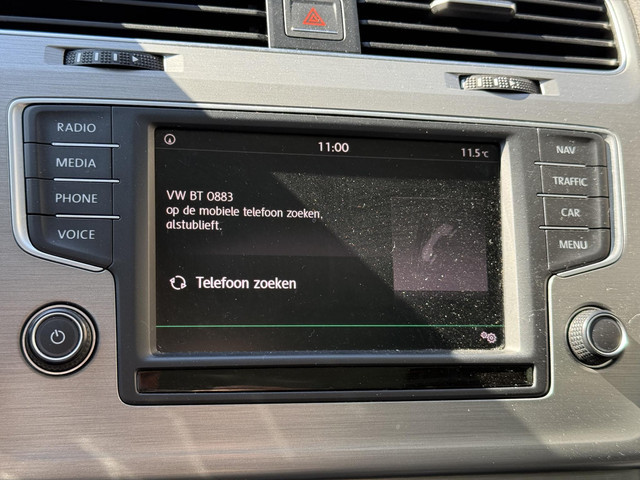 11:00
11.5 °C
RADIO
MEDIA
PHONE
VOICE
NAV
TRAFFIC
CAR
MENU
VW BT 0883
op de mobiele telefoon zoeken,
alstublieft.
Telefoon zoeken